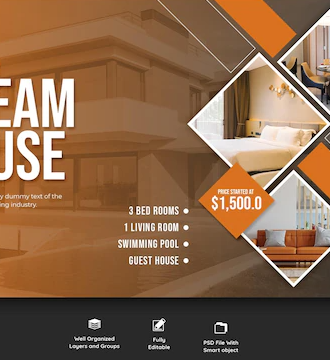 EAM
USE
y dummy text of the
ing industry.
3 BED ROOMS
1 LIVING ROOM
SWIMMING POOL
GUEST HOUSE
PRICE STARTED AT
$1,500.0
Well Organized
Layers and Groups
Fully
Editable
PSD File With
Smart object